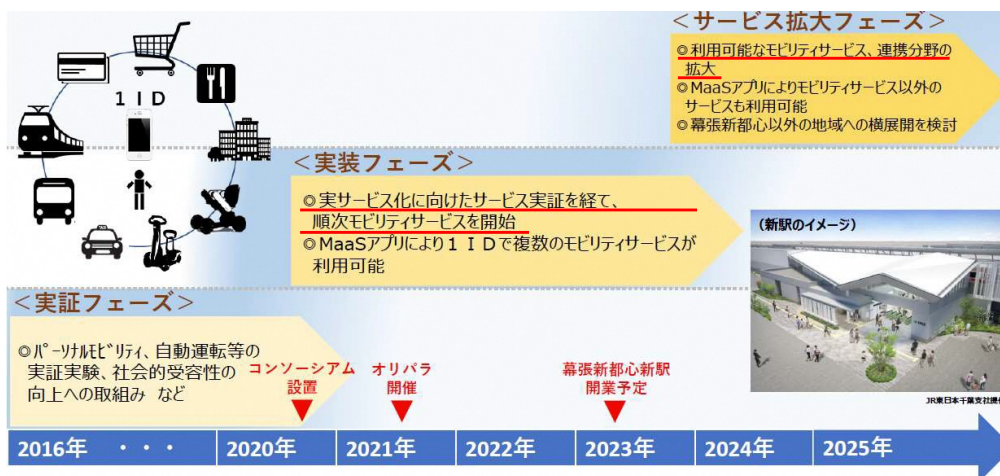 ＜サービス拡大フェーズ＞
◎利用可能なモビリティサービス、連携分野の
拡大
◎MaaSアプリによりモビリティサービス以外の
サービスも利用可能
◎幕張新都心以外の地域への横展開を検討
１ＩＤ
＜実装フェーズ＞
◎実サービス化に向けたサービス実証を経て、
順次モビリティサービスを開始
◎MaaSアプリにより１ＩＤで複数のモビリティサービスが
利用可能
（新駅のイメージ）
JR東日本千葉支社提供
＜実証フェーズ＞
◎ﾊﾟｰソナルモビリティ、自動運転等の
実証実験、社会的受容性の
向上への取組み など
コンソーシアム
設置
オリパラ
開催
幕張新都心新駅
開業予定
2016年 ・・・ 2020年 2021年 2022年 2023年 2024年 2025年